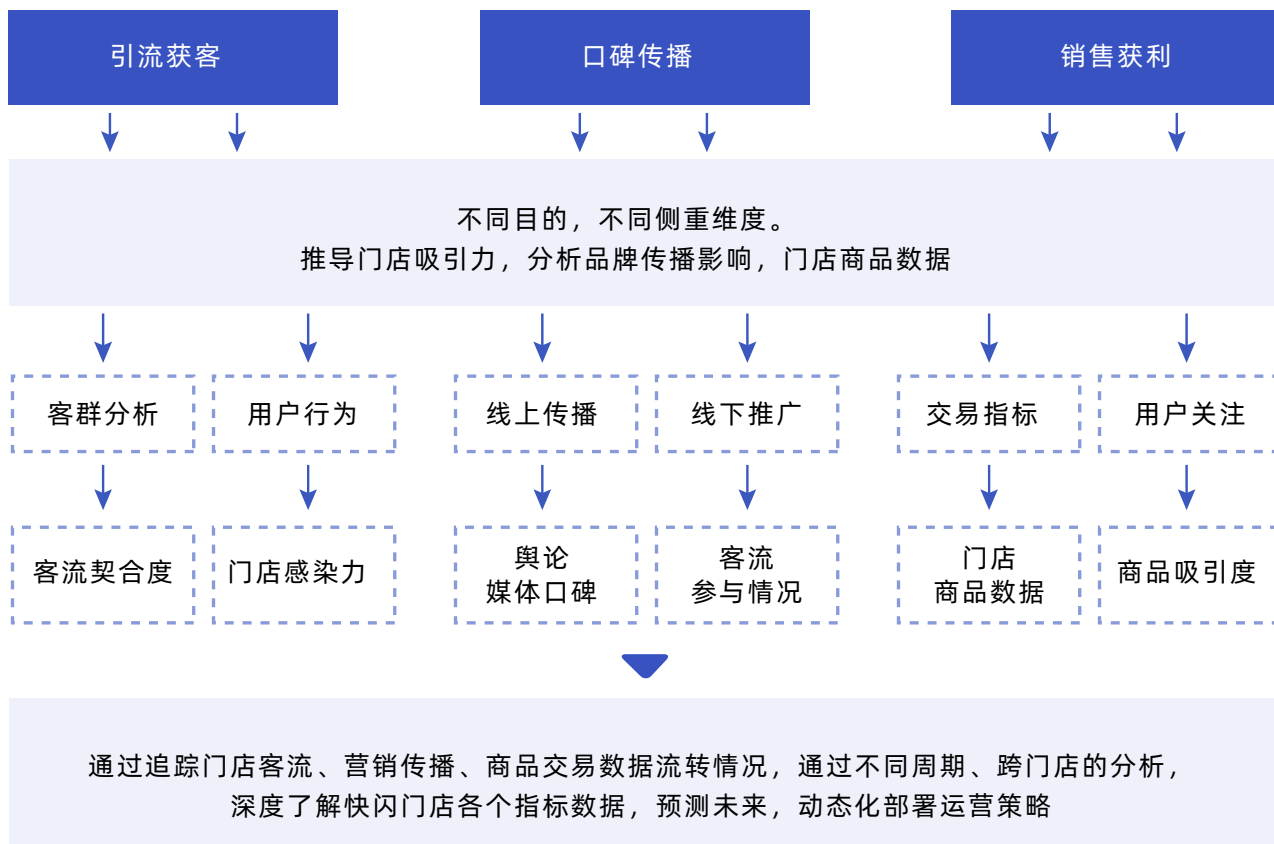 引流获客
口碑传播
销售获利
不同目的，不同侧重维度。
推导门店吸引力，分析品牌传播影响，门店商品数据
客群分析
用户行为
线上传播
线下推广
交易指标
用户关注
客流契合度
门店感染力
舆论
媒体口碑
客流
参与情况
门店
商品数据
商品吸引度
通过追踪门店客流、营销传播、商品交易数据流转情况，通过不同周期、跨门店的分析，
深度了解快闪门店各个指标数据，预测未来，动态化部署运营策略